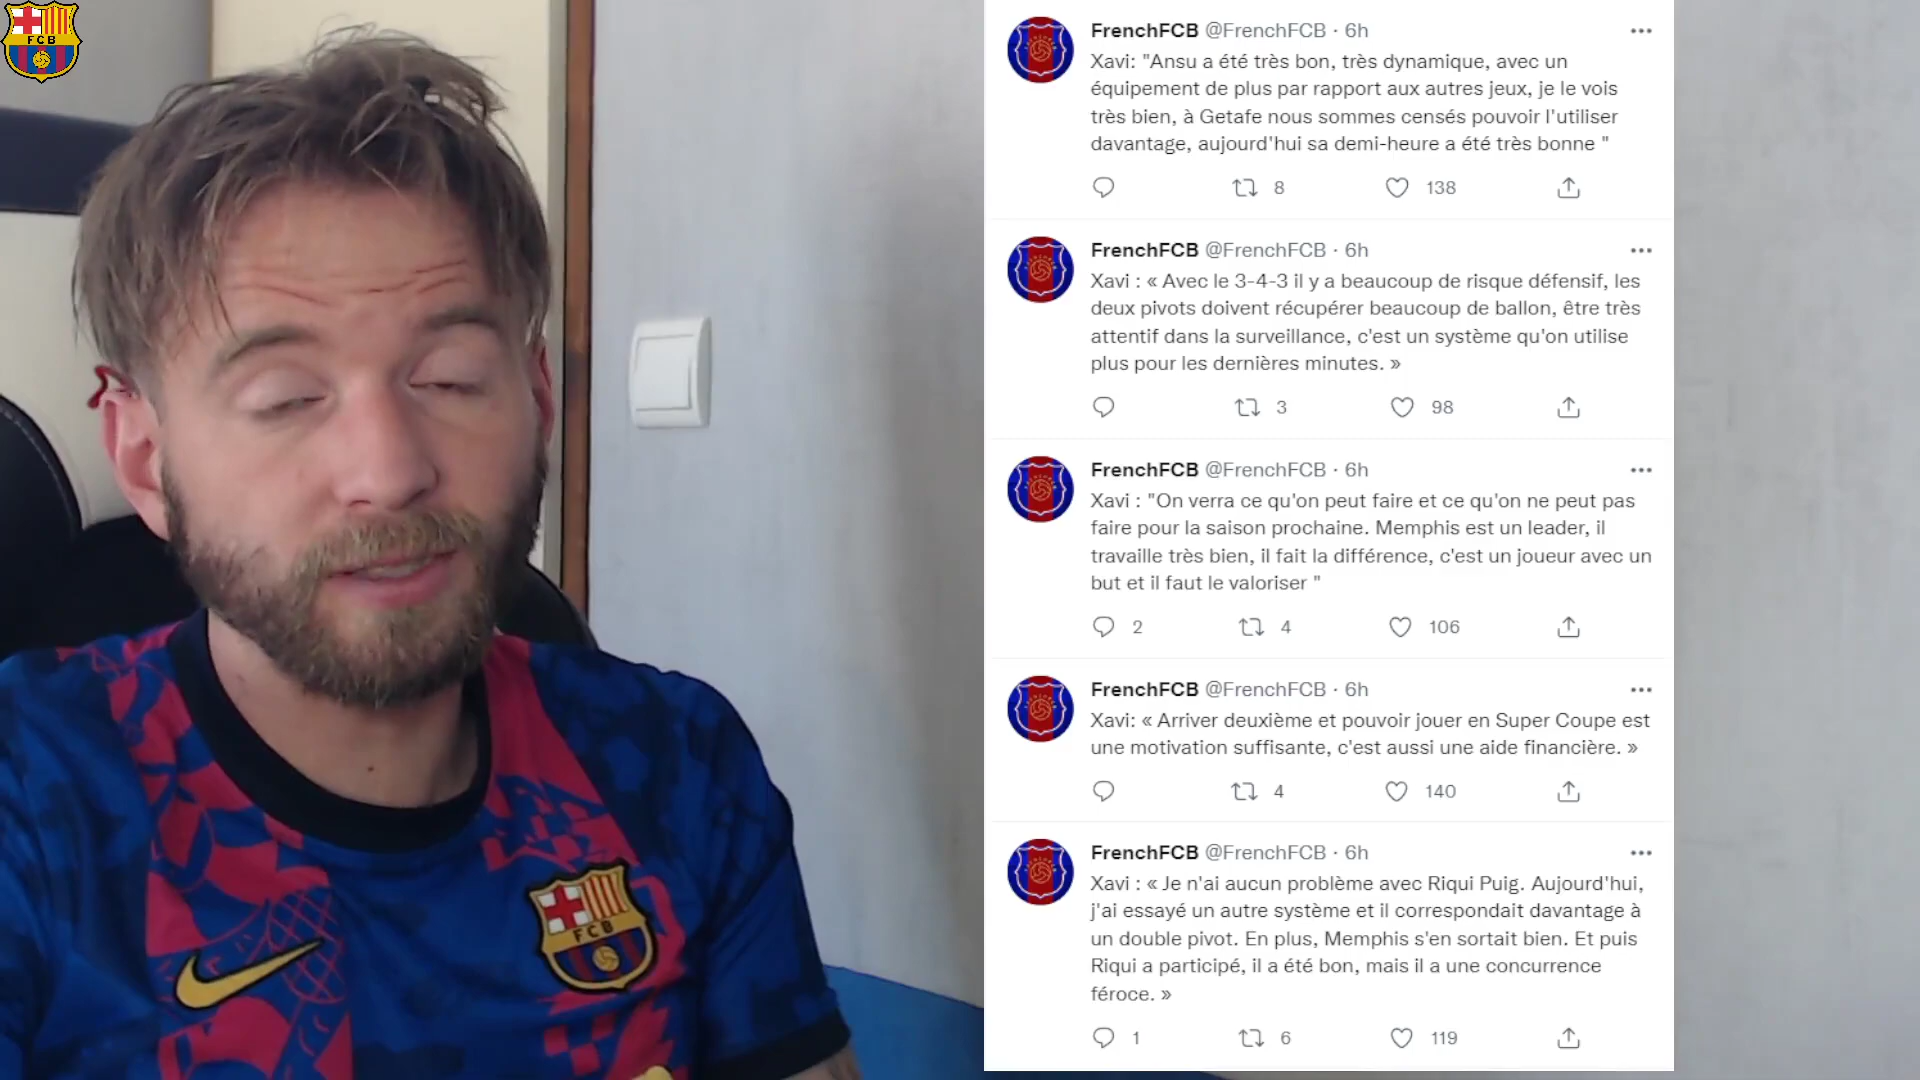 FCB
FCB
FrenchFCB @FrenchFCB · 6h
Xavi: "Ansu a été très bon, très dynamique, avec un
équipement de plus par rapport aux autres jeux, je le vois
très bien, à Getafe nous sommes censés pouvoir l'utiliser
davantage, aujourd'hui sa demi-heure a été très bonne "
8 138
FrenchFCB @FrenchFCB · 6h
Xavi : « Avec le 3-4-3 il y a beaucoup de risque défensif, les
deux pivots doivent récupérer beaucoup de ballon, être très
attentif dans la surveillance, c'est un système qu'on utilise
plus pour les dernières minutes. »
3 98
FrenchFCB @FrenchFCB · 6h
Xavi : "On verra ce qu'on peut faire et ce qu'on ne peut pas
faire pour la saison prochaine. Memphis est un leader, il
travaille très bien, il fait la différence, c'est un joueur avec un
but et il faut le valoriser "
2 4 106
FrenchFCB @FrenchFCB · 6h
Xavi: « Arriver deuxième et pouvoir jouer en Super Coupe est
une motivation suffisante, c'est aussi une aide financière. »
4 140
FrenchFCB @FrenchFCB · 6h
Xavi : « Je n'ai aucun problème avec Riqui Puig. Aujourd'hui,
j'ai essayé un autre système et il correspondait davantage à
un double pivot. En plus, Memphis s'en sortait bien. Et puis
Riqui a participé, il a été bon, mais il a une concurrence
féroce. »
1 6 119